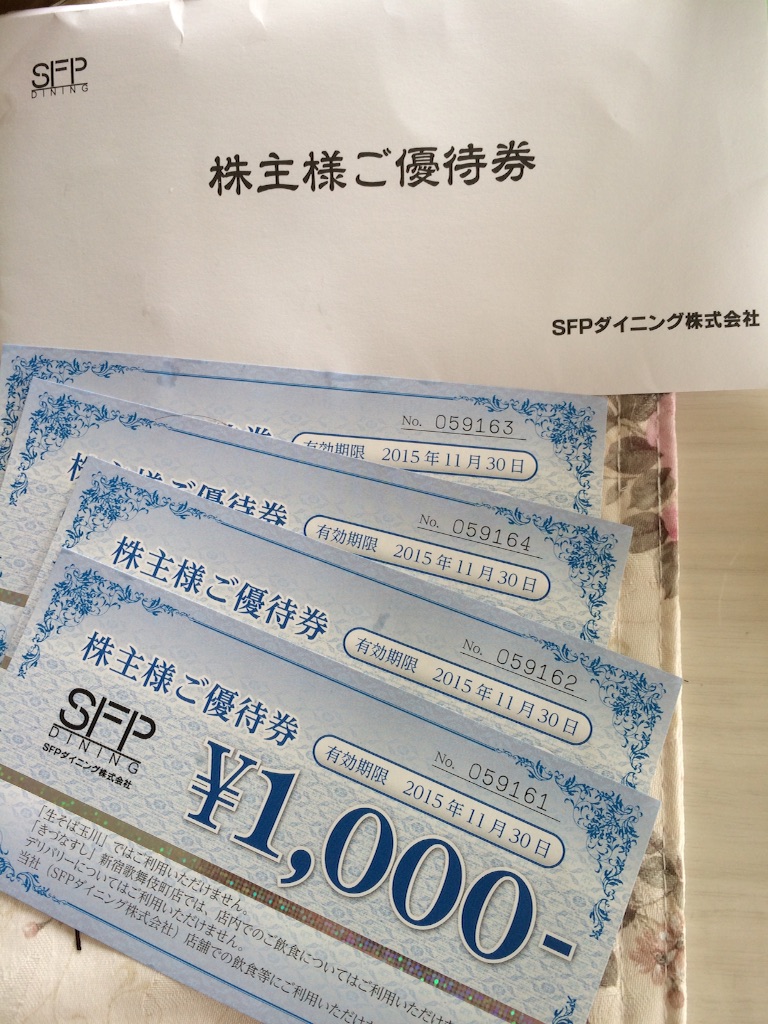 SFP
DINING
株主様ご優待券
SFPダイニング株式会社
No. 059163
有効期限 2015年11月30日
No. 059164
株主様ご優待券
有効期限 2015年11月30日
No. 059162
株主様ご優待券
有効期限 2015年11月30日
No. 059161
株主様ご優待券
有効期限 2015年11月30日
SFP
DINING
SFPダイニング株式会社
¥1,000-
「生そば玉川」ではご利用いただけません。
「きづなすし」新宿歌舞伎町店では、店内でのご飲食についてはご利用いただけま
デリバリーについてはご利用いただけません。
当社(SFPダイニング株式会社)店舗での飲食等にご利用いただけ